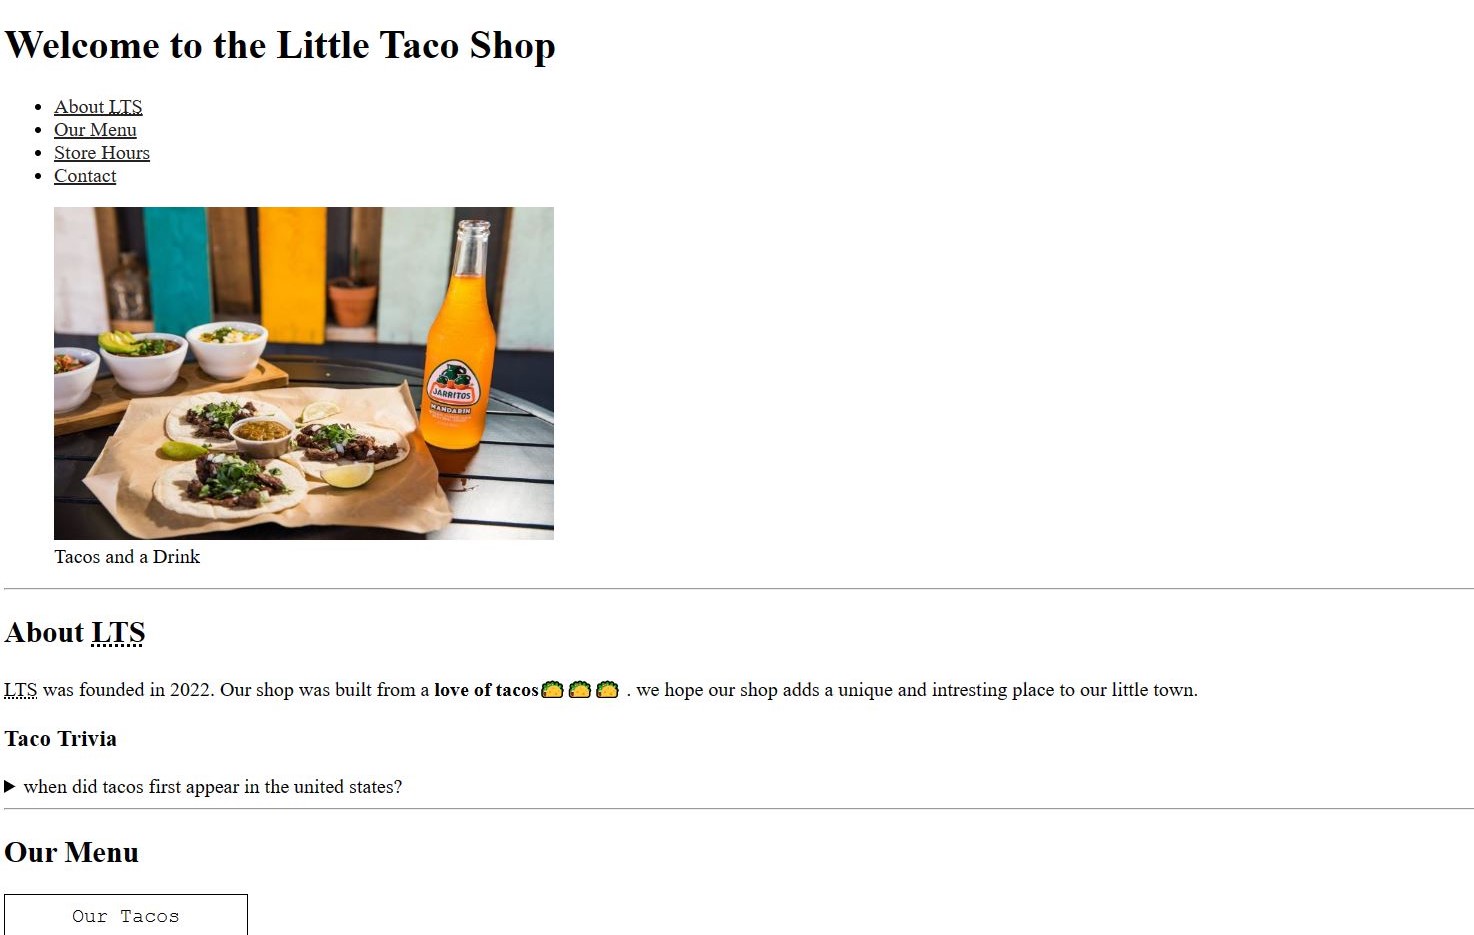 Welcome to the Little Taco Shop
About LTS
Our Menu
Store Hours
Contact
JARRITOS
MANDARIN
Tacos and a Drink
About LTS
LTS was founded in 2022. Our shop was built from a love of tacos🌮🌮🌮 . we hope our shop adds a unique and intresting place to our little town.
Taco Trivia
when did tacos first appear in the united states?
Our Menu
Our Tacos